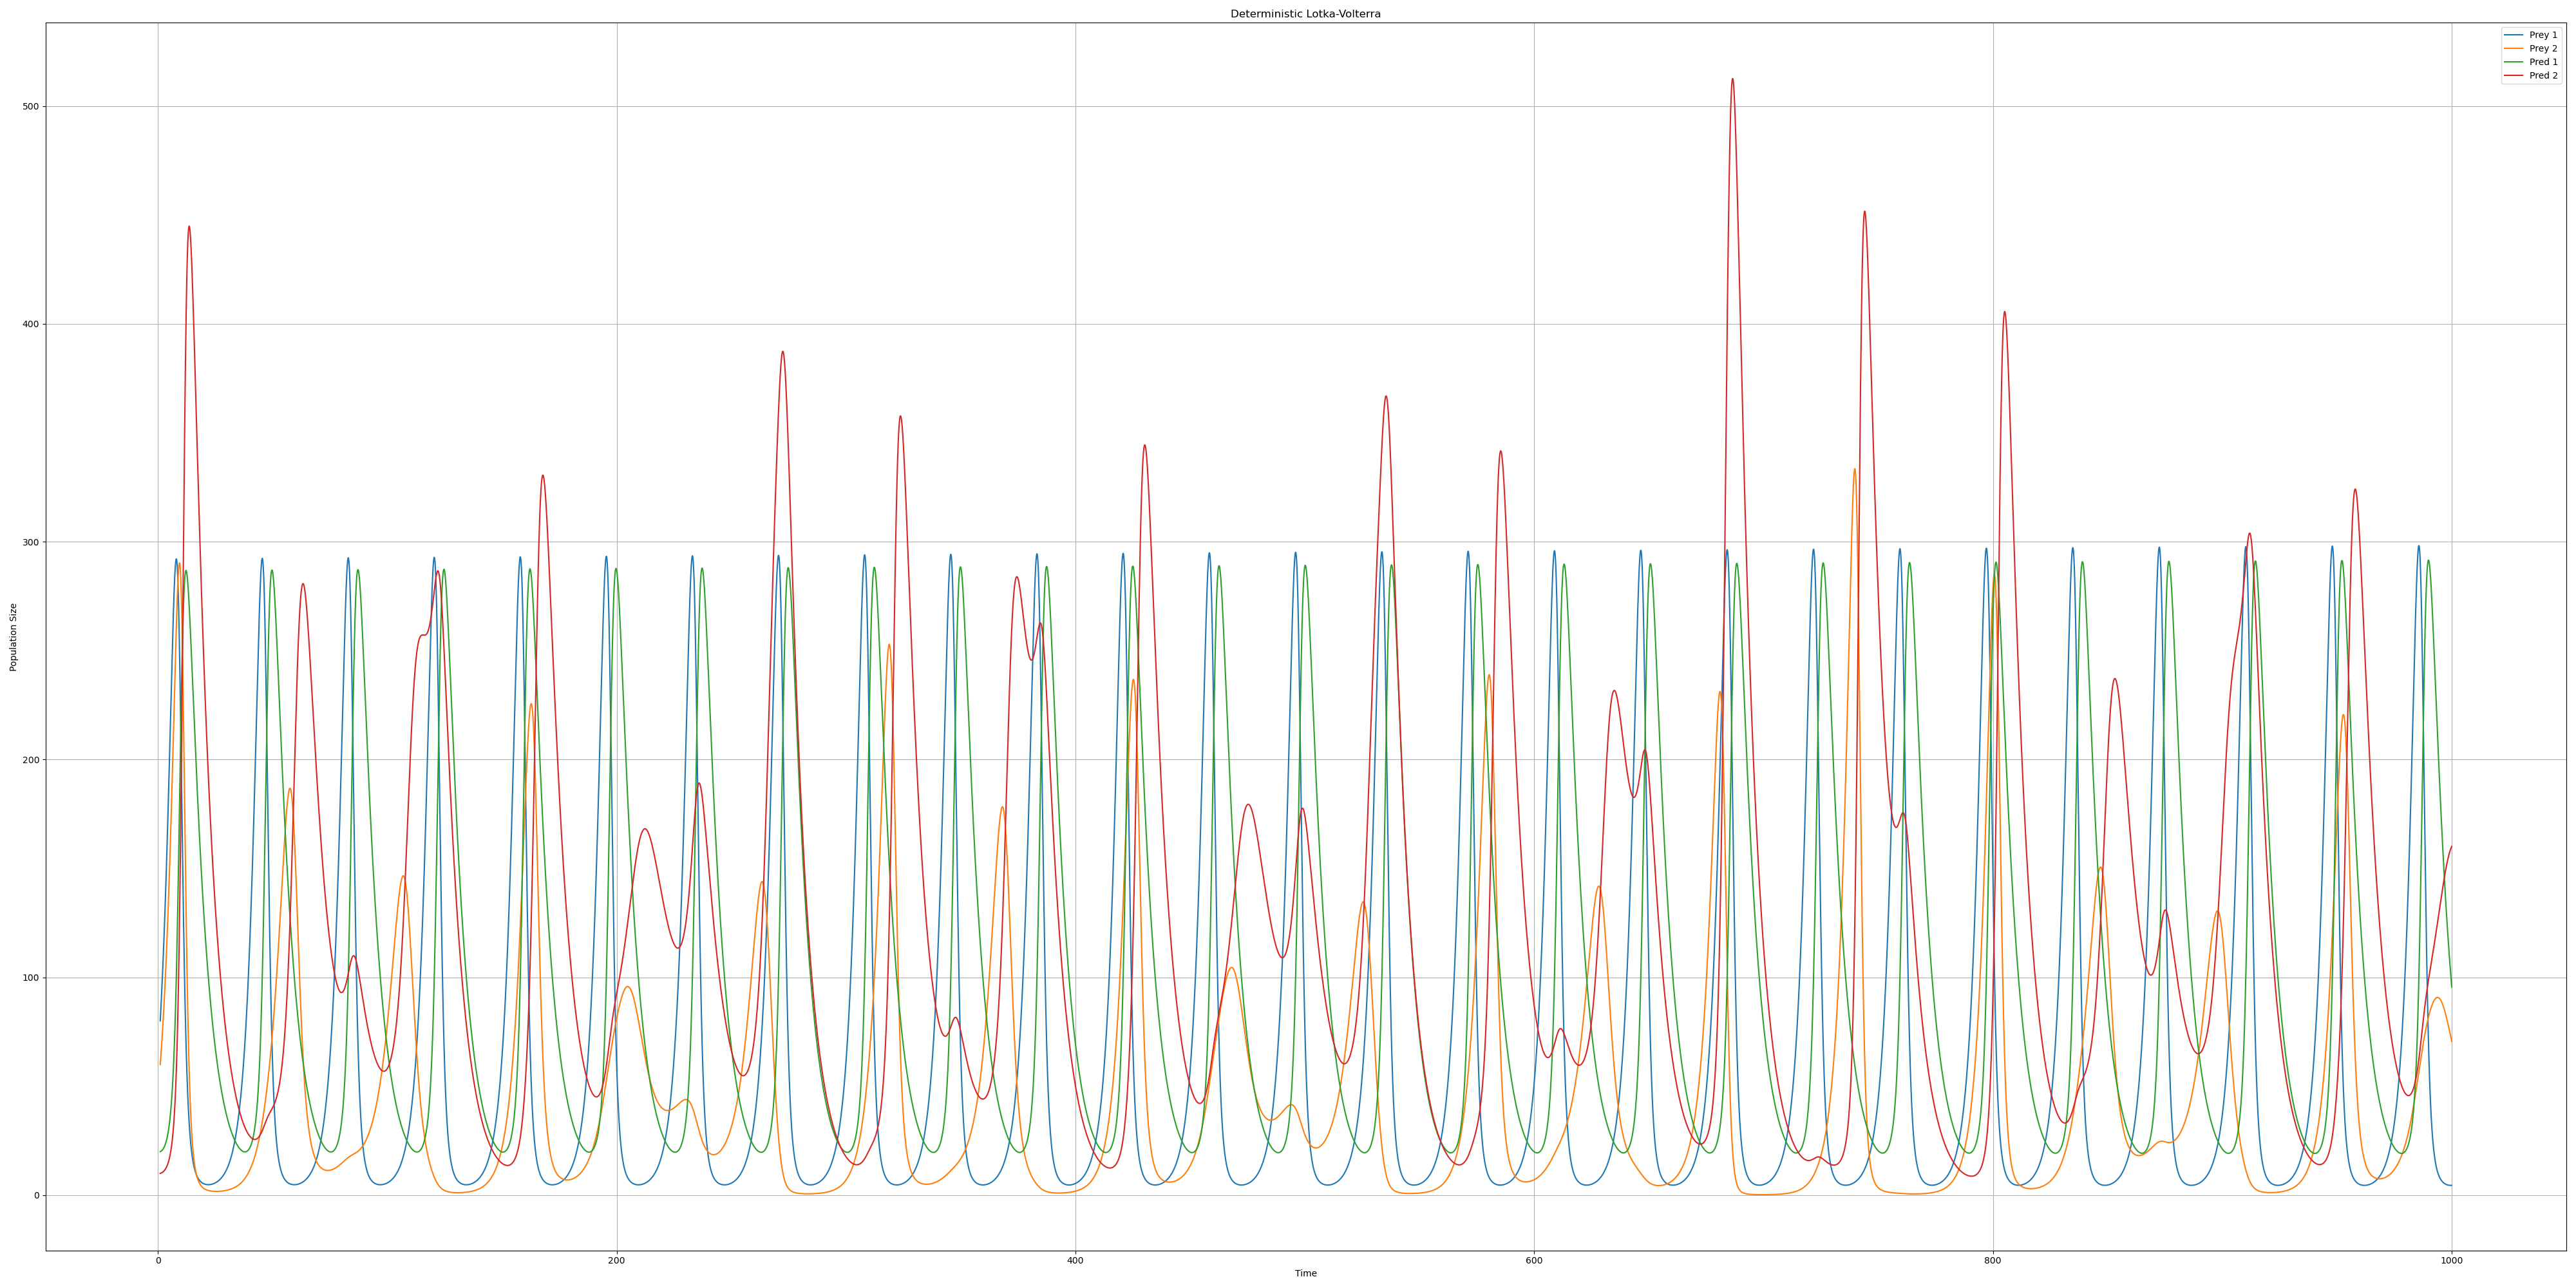 Deterministic Lotka-Volterra
Prey 1
Prey 2
Pred 1
Pred 2
500
400
300
200
100
0
Population Size
0 200 400 600 800 1000
Time